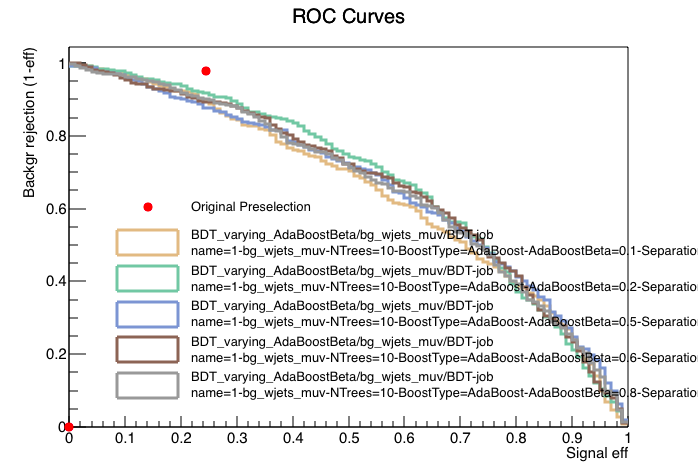 ROC Curves
Backgr rejection (1-eff)
1
0.8
0.6
0.4
0.2
0
Original Preselection
BDT_varying_AdaBoostBeta/bg_wjets_muv/BDT-job
name=1-bg_wjets_muv-NTrees=10-BoostType=AdaBoost-AdaBoostBeta=0.1-Separatio
BDT_varying_AdaBoostBeta/bg_wjets_muv/BDT-job
name=1-bg_wjets_muv-NTrees=10-BoostType=AdaBoost-AdaBoostBeta=0.2-Separatio
BDT_varying_AdaBoostBeta/bg_wjets_muv/BDT-job
name=1-bg_wjets_muv-NTrees=10-BoostType=AdaBoost-AdaBoostBeta=0.5-Separatio
BDT_varying_AdaBoostBeta/bg_wjets_muv/BDT-job
name=1-bg_wjets_muv-NTrees=10-BoostType=AdaBoost-AdaBoostBeta=0.6-Separatio
BDT_varying_AdaBoostBeta/bg_wjets_muv/BDT-job
name=1-bg_wjets_muv-NTrees=10-BoostType=AdaBoost-AdaBoostBeta=0.8-Separatio
0 0.1 0.2 0.3 0.4 0.5 0.6 0.7 0.8 0.9 1
Signal eff